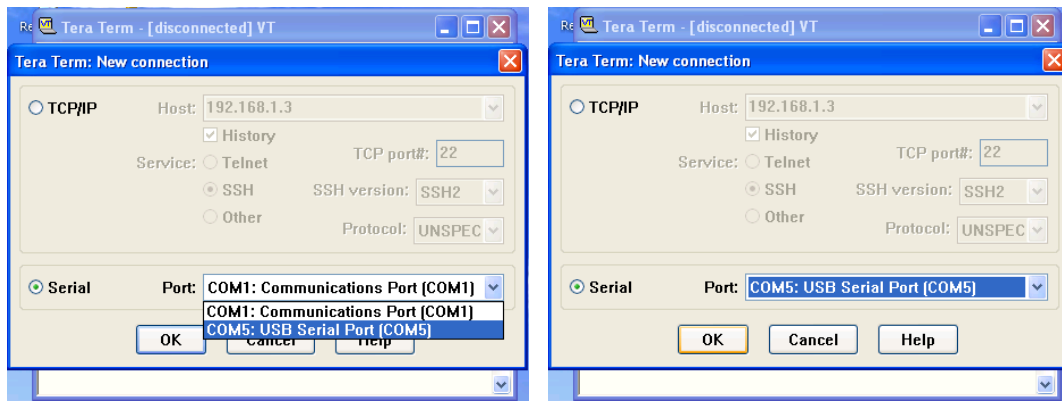 Re
Tera Term - [disconnected] VT
Tera Term: New connection
TCP/IP
Host: 192.168.1.3
History
Service: Telnet
TCP port#: 22
SSH
SSH version: SSH2
Other
Protocol: UNSPEC
Serial
Port: COM1: Communications Port (COM1)
COM1: Communications Port (COM1)
COM5: USB Serial Port (COM5)
OK
Cancel
Help
Re
Tera Term - [disconnected] VT
Tera Term: New connection
TCP/IP
Host: 192.168.1.3
History
Service: Telnet
TCP port#: 22
SSH
SSH version: SSH2
Other
Protocol: UNSPEC
Serial
Port: COM5: USB Serial Port (COM5)
OK
Cancel
Help